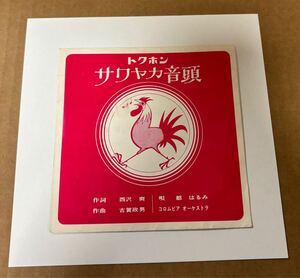 トクホン
サワヤカ音頭
作詞 西沢爽
作曲 古賀政男
唄 都はるみ
コロムビア オーケストラ